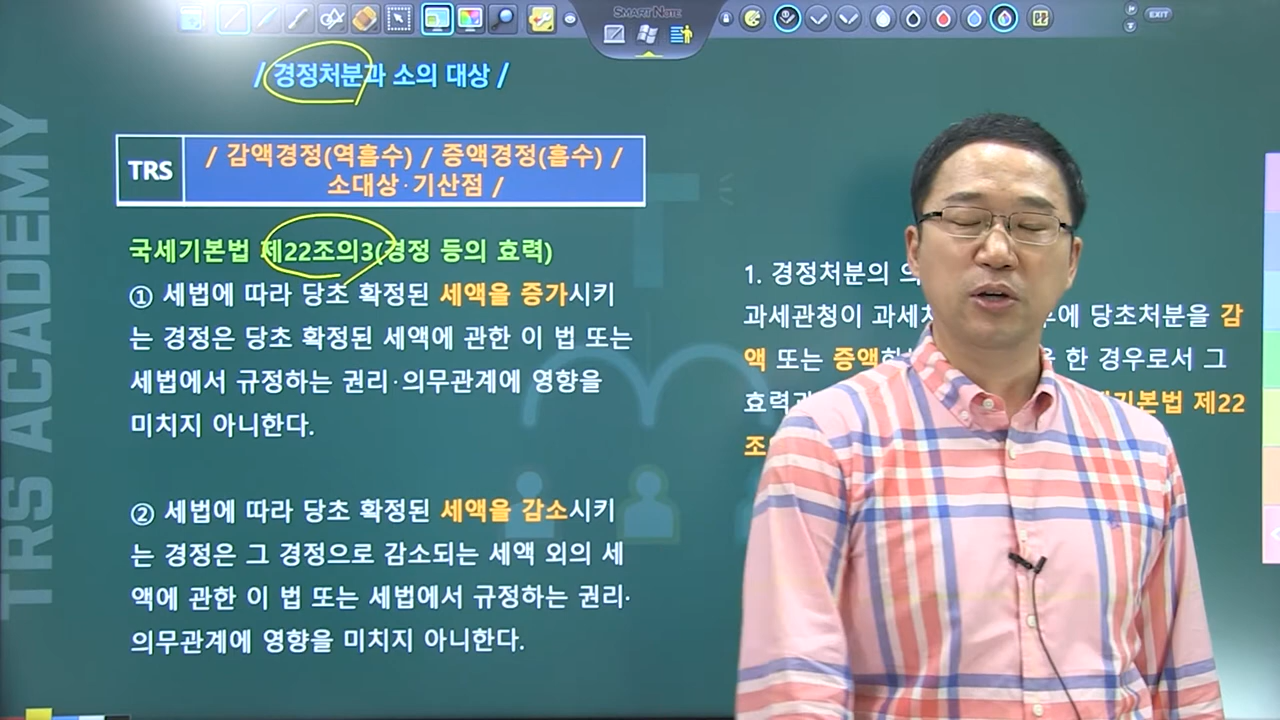 SMART NOTE
EXIT
/ 경정처분과 소의 대상 /
TRS
/ 감액경정(역흡수) / 증액경정(흡수) /
소대상·기산점 /
국세기본법 제22조의3(경정 등의 효력)
① 세법에 따라 당초 확정된 세액을 증가시키
는 경정은 당초 확정된 세액에 관한 이 법 또는
세법에서 규정하는 권리·의무관계에 영향을
미치지 아니한다.
② 세법에 따라 당초 확정된 세액을 감소시키
는 경정은 그 경정으로 감소되는 세액 외의 세
액에 관한 이 법 또는 세법에서 규정하는 권리·
의무관계에 영향을 미치지 아니한다.
1. 경정처분의
과세관청이 당초처분을 감
액 또는 증액 한 경우로서 그
제22
TRS ACADEMY